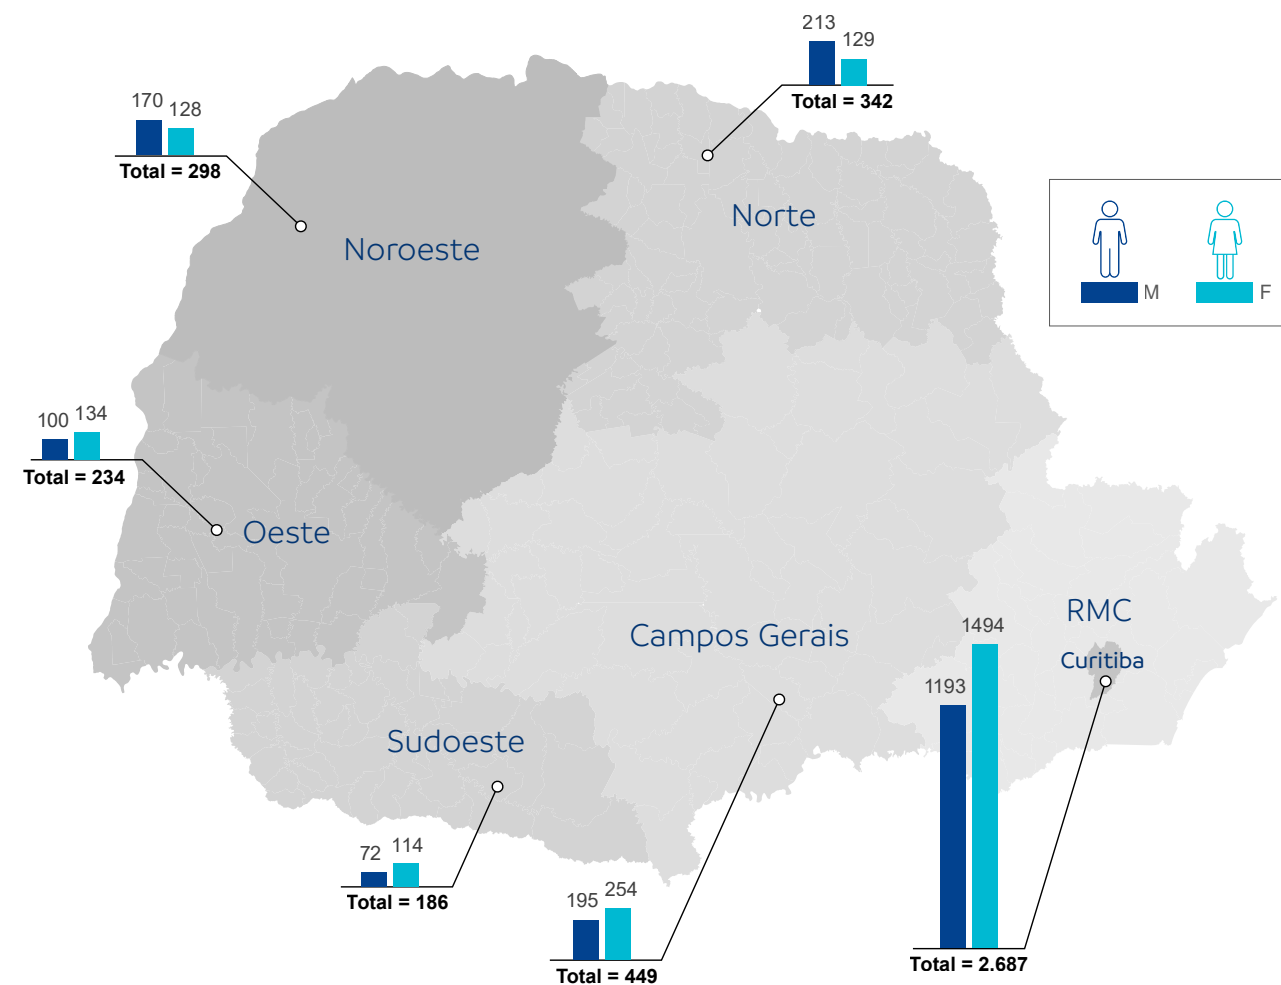 213
129
Total = 342
170
128
Total = 298
Norte
Noroeste
M
F
100
134
Total = 234
Oeste
RMC
Curitiba
Campos Gerais
1494
1193
Total = 2.687
Sudoeste
72
114
Total = 186
195
254
Total = 449